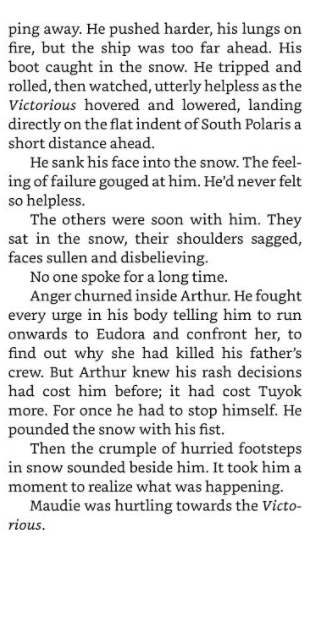 ping away. He pushed harder, his lungs on
fire, but the ship was too far ahead. His
boot caught in the snow. He tripped and
rolled, then watched, utterly helpless as the
Victorious hovered and lowered, landing
directly on the flat indent of South Polaris a
short distance ahead.
He sank his face into the snow. The feel-
ing of failure gouged at him. He'd never felt
so helpless.
The others were soon with him. They
sat in the snow, their shoulders sagged,
faces sullen and disbelieving.
No one spoke for a long time.
Anger churned inside Arthur. He fought
every urge in his body telling him to run
onwards to Eudora and confront her, to
find out why she had killed his father's
crew. But Arthur knew his rash decisions
had cost him before; it had cost Tuyok
more. For once he had to stop himself. He
pounded the snow with his fist.
Then the crumple of hurried footsteps
in snow sounded beside him. It took him a
moment to realize what was happening.
Maudie was hurtling towards the Victo-
rious.